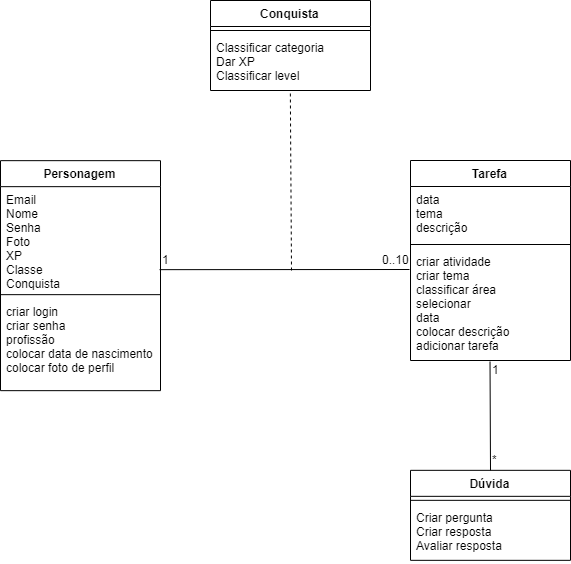 Conquista
Classificar categoria
Dar XP
Classificar level
Personagem
Email
Nome
Senha
Foto
XP
Classe
Conquista
criar login
criar senha
profissão
colocar data de nascimento
colocar foto de perfil
1
0..10
Tarefa
data
tema
descrição
criar atividade
criar tema
classificar área
selecionar
data
colocar descrição
adicionar tarefa
1
*
Dúvida
Criar pergunta
Criar resposta
Avaliar resposta